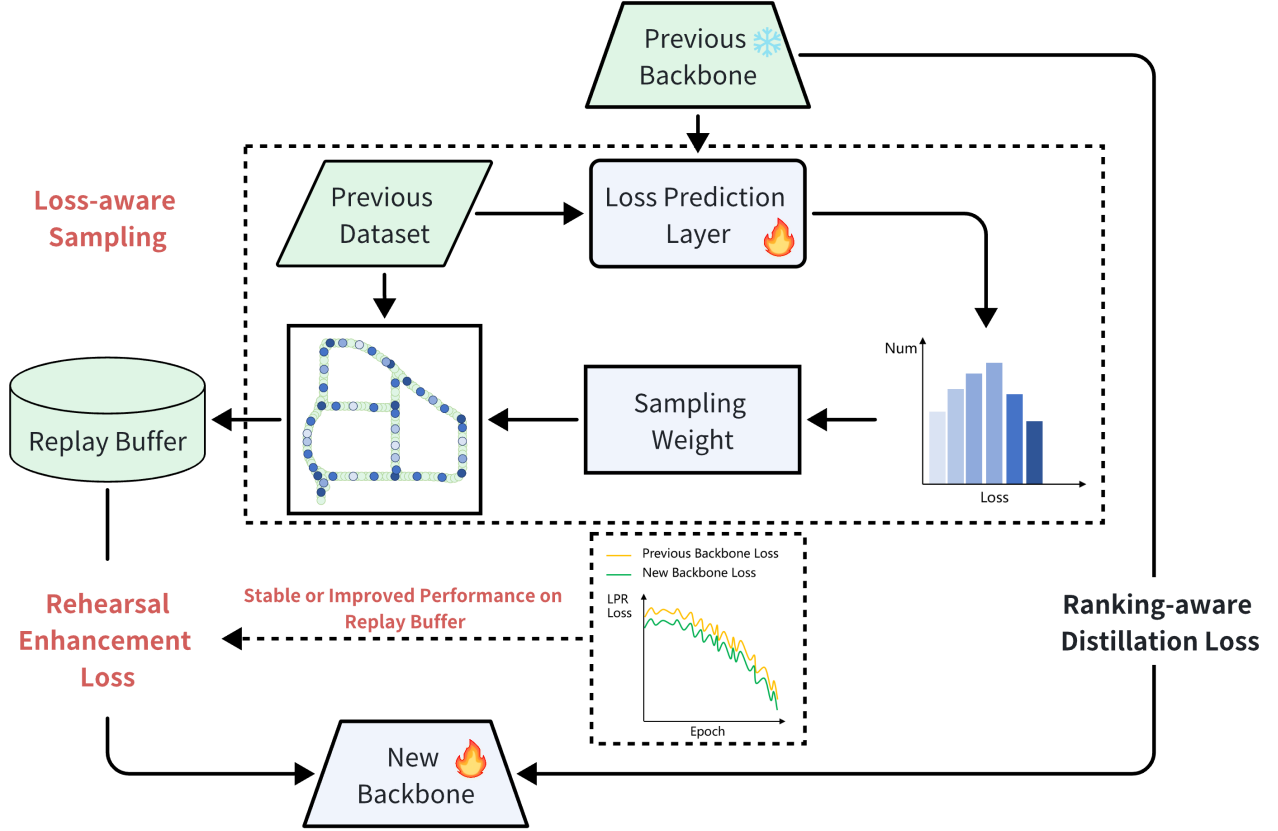 Previous
Backbone
Loss-aware
Sampling
Previous
Dataset
Loss Prediction
Layer
Num
Loss
Sampling
Weight
Replay Buffer
Previous Backbone Loss
New Backbone Loss
LPR
Loss
Epoch
Stable or Improved Performance on
Replay Buffer
Rehearsal
Enhancement
Loss
Ranking-aware
Distillation Loss
New
Backbone